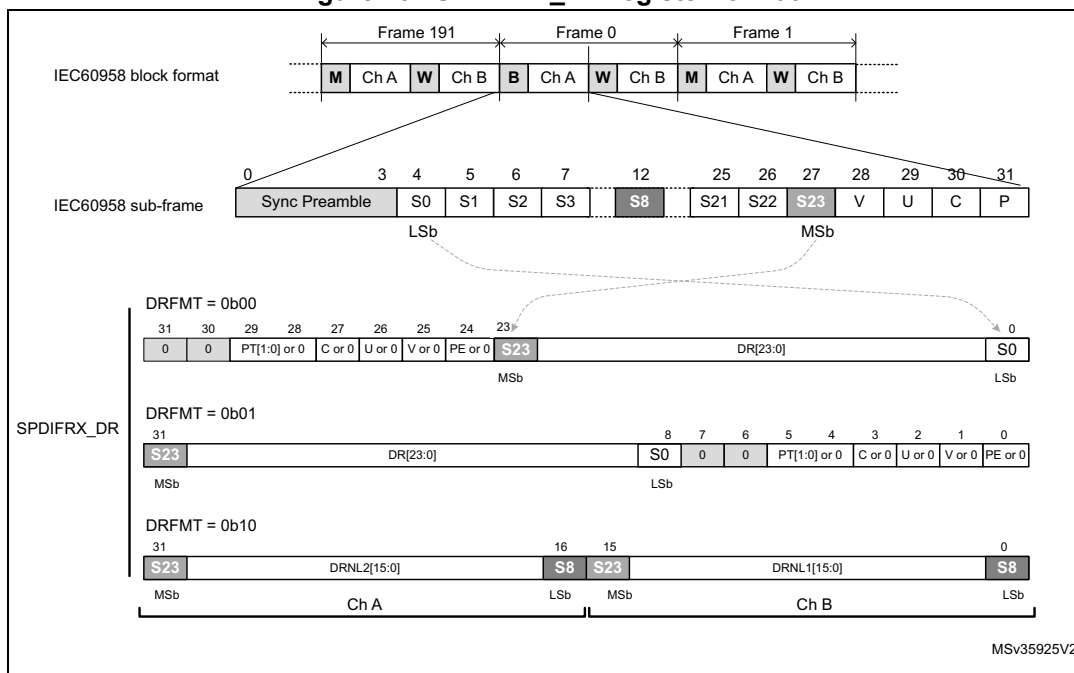 Frame 191 Frame 0 Frame 1
IEC60958 block format
M Ch A W Ch B B Ch A W Ch B M Ch A W Ch B
0 3 4 5 6 7 12 25 26 27 28 29 30 31
IEC60958 sub-frame
Sync Preamble S0 S1 S2 S3 S8 S21 S22 S23 V U C P
LSb MSb
DRFMT = 0b00
31 30 29 28 27 26 25 24 23 0
0 0 PT[1:0] or 0 C or 0 U or 0 V or 0 PE or 0 S23 DR[23:0] S0
MSb LSb
SPDIFRX_DR
DRFMT = 0b01
31 8 7 6 5 4 3 2 1 0
S23 DR[23:0] S0 0 0 PT[1:0] or 0 C or 0 U or 0 V or 0 PE or 0
MSb LSb
DRFMT = 0b10
31 16 15 0
S23 DRNL2[15:0] S8 S23 DRNL1[15:0] S8
MSb LSb MSb LSb
Ch A Ch B
MSv35925V2